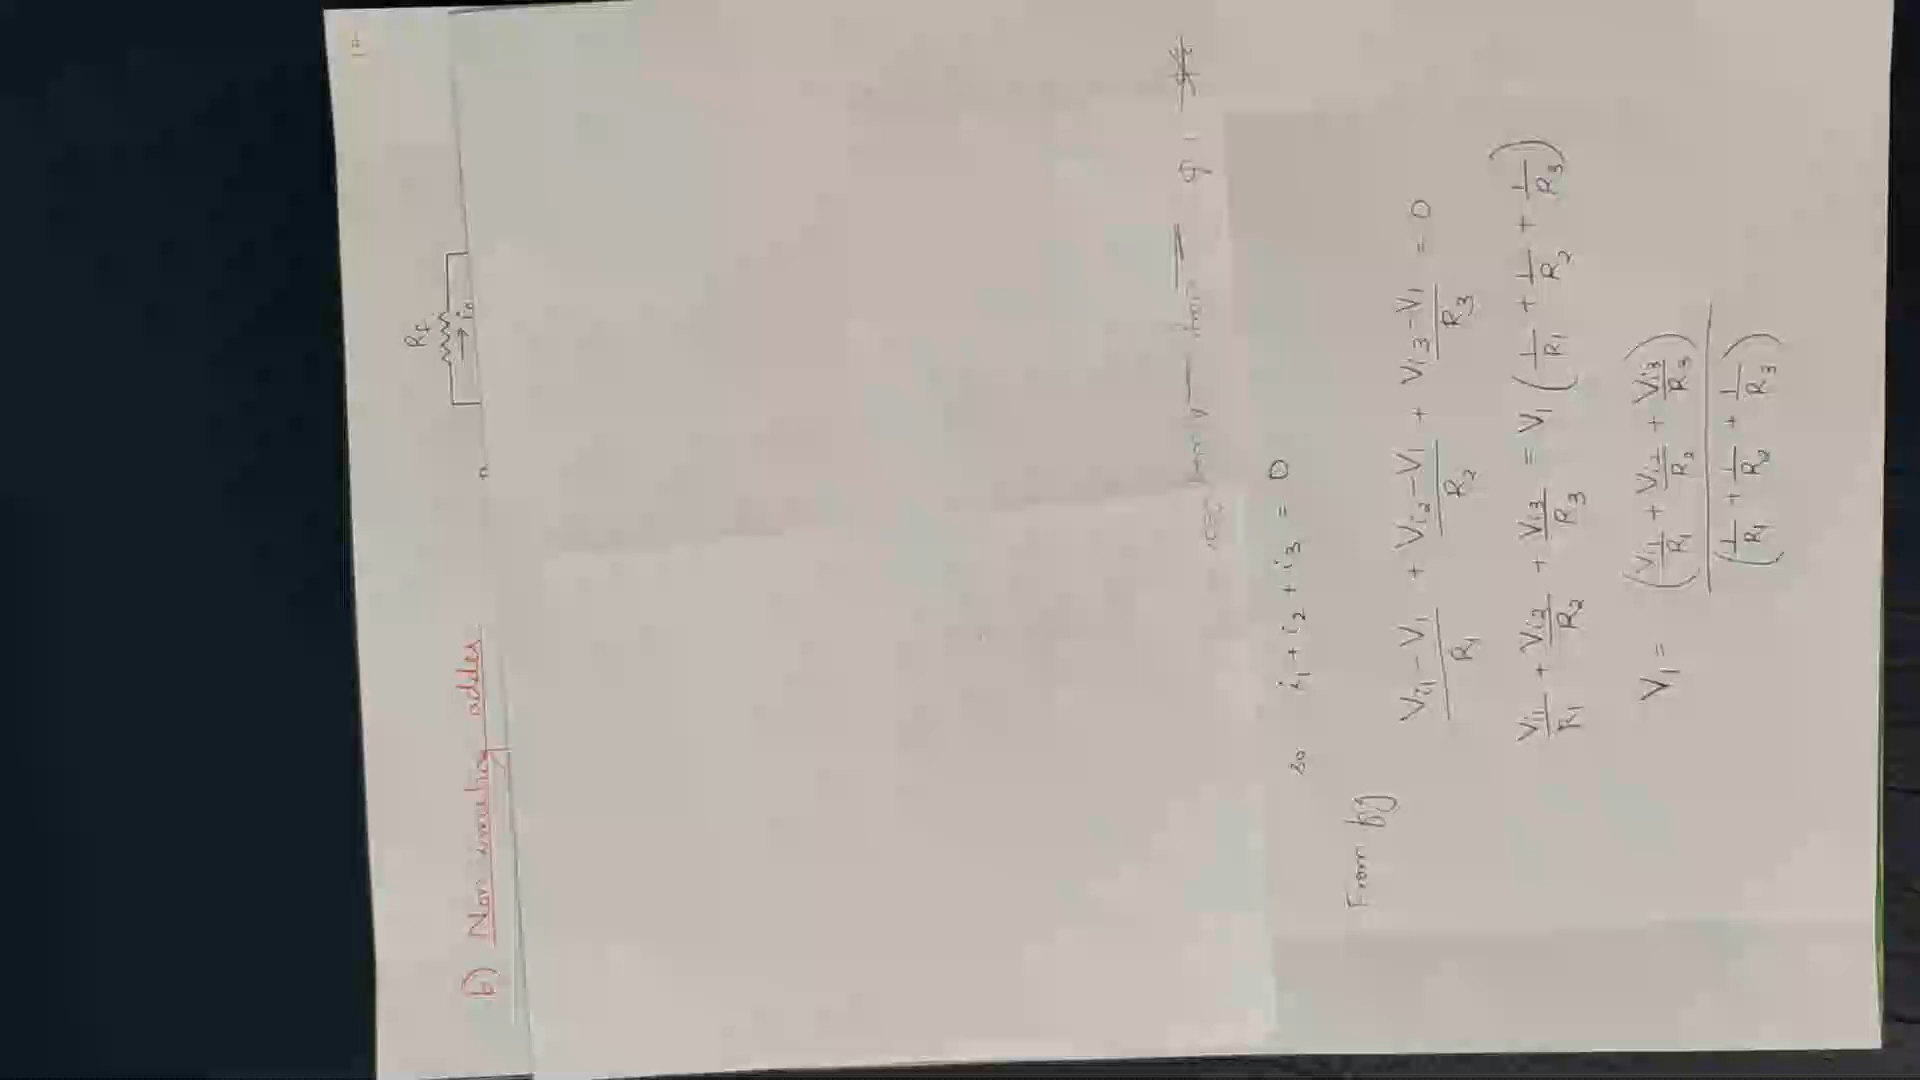 b) Non inverting adder
Rf
io
so i1 + i2 + i3 = 0
From fig
(Vi1 - V1)/R1 + (Vi2 - V1)/R2 + (Vi3 - V1)/R3 = 0
Vi1/R1 + Vi2/R2 + Vi3/R3 = V1 (1/R1 + 1/R2 + 1/R3)
V1 = (Vi1/R1 + Vi2/R2 + Vi3/R3) / (1/R1 + 1/R2 + 1/R3)